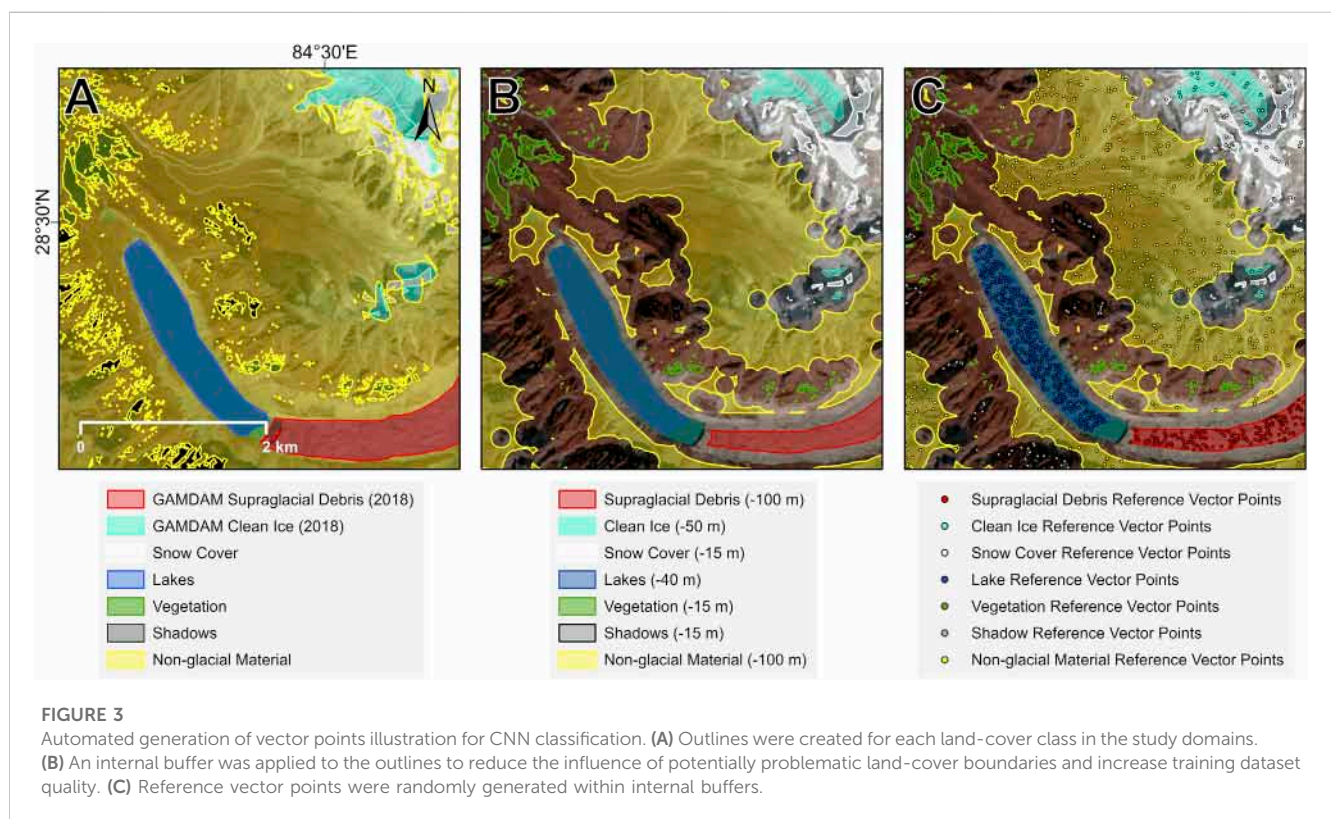 84°30'E
28°30'N
A
N
0
2 km
B
C
GAMDAM Supraglacial Debris (2018)
GAMDAM Clean Ice (2018)
Snow Cover
Lakes
Vegetation
Shadows
Non-glacial Material
Supraglacial Debris (-100 m)
Clean Ice (-50 m)
Snow Cover (-15 m)
Lakes (-40 m)
Vegetation (-15 m)
Shadows (-15 m)
Non-glacial Material (-100 m)
Supraglacial Debris Reference Vector Points
Clean Ice Reference Vector Points
Snow Cover Reference Vector Points
Lake Reference Vector Points
Vegetation Reference Vector Points
Shadow Reference Vector Points
Non-glacial Material Reference Vector Points
FIGURE 3
Automated generation of vector points illustration for CNN classification. (A) Outlines were created for each land-cover class in the study domains.
(B) An internal buffer was applied to the outlines to reduce the influence of potentially problematic land-cover boundaries and increase training dataset
quality. (C) Reference vector points were randomly generated within internal buffers.